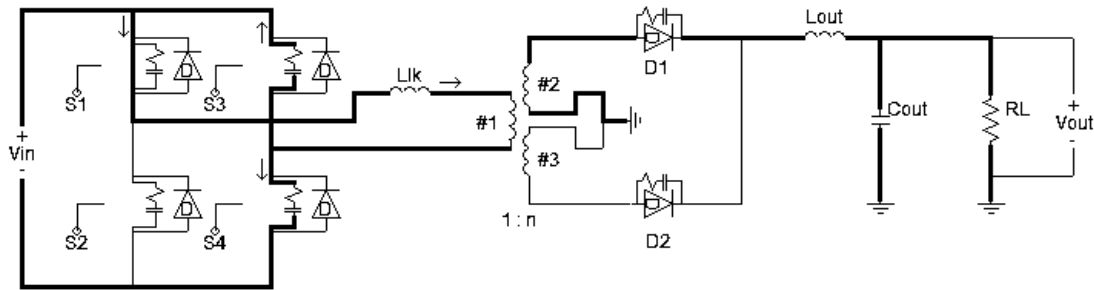 S1
D
S3
D
Llk
#1
#2
#3
1 : n
D
D1
D
D2
Lout
Cout
RL
+
Vout
-
+
Vin
-
S2
D
S4
D